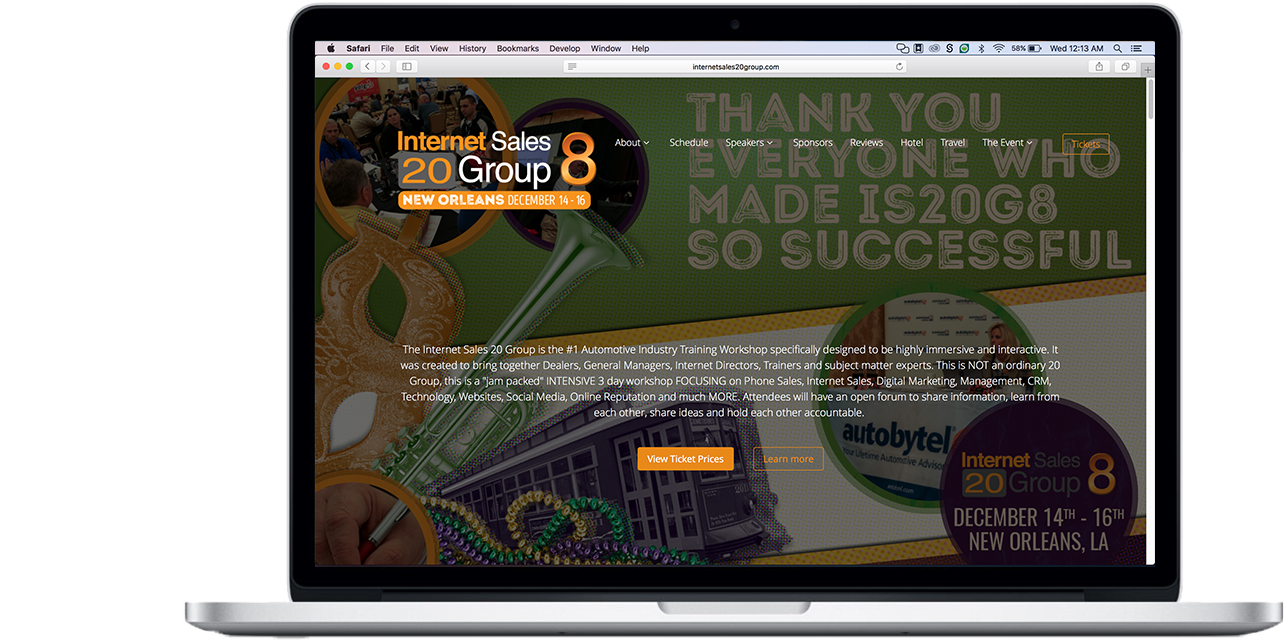 Safari File Edit View History Bookmarks Develop Window Help 58% Wed 12:13 AM
internetsales20group.com
THANK YOU
EVERYONE WHO
MADE IS20G8
SO SUCCESSFUL
Internet Sales
20 Group 8
NEW ORLEANS DECEMBER 14 - 16
About Schedule Speakers Sponsors Reviews Hotel Travel The Event Tickets
The Internet Sales 20 Group is the #1 Automotive Industry Training Workshop specifically designed to be highly immersive and interactive. It
was created to bring together Dealers, General Managers, Internet Directors, Trainers and subject matter experts. This is NOT an ordinary 20
Group, this is a "jam packed" INTENSIVE 3 day workshop FOCUSING on Phone Sales, Internet Sales, Digital Marketing, Management, CRM,
Technology, Websites, Social Media, Online Reputation and much MORE. Attendees will have an open forum to share information, learn from
each other, share ideas and hold each other accountable.
View Ticket Prices
Learn more
autobytel
Your Lifetime Automotive Advisor
Internet Sales
20 Group 8
DECEMBER 14TH - 16TH
NEW ORLEANS, LA